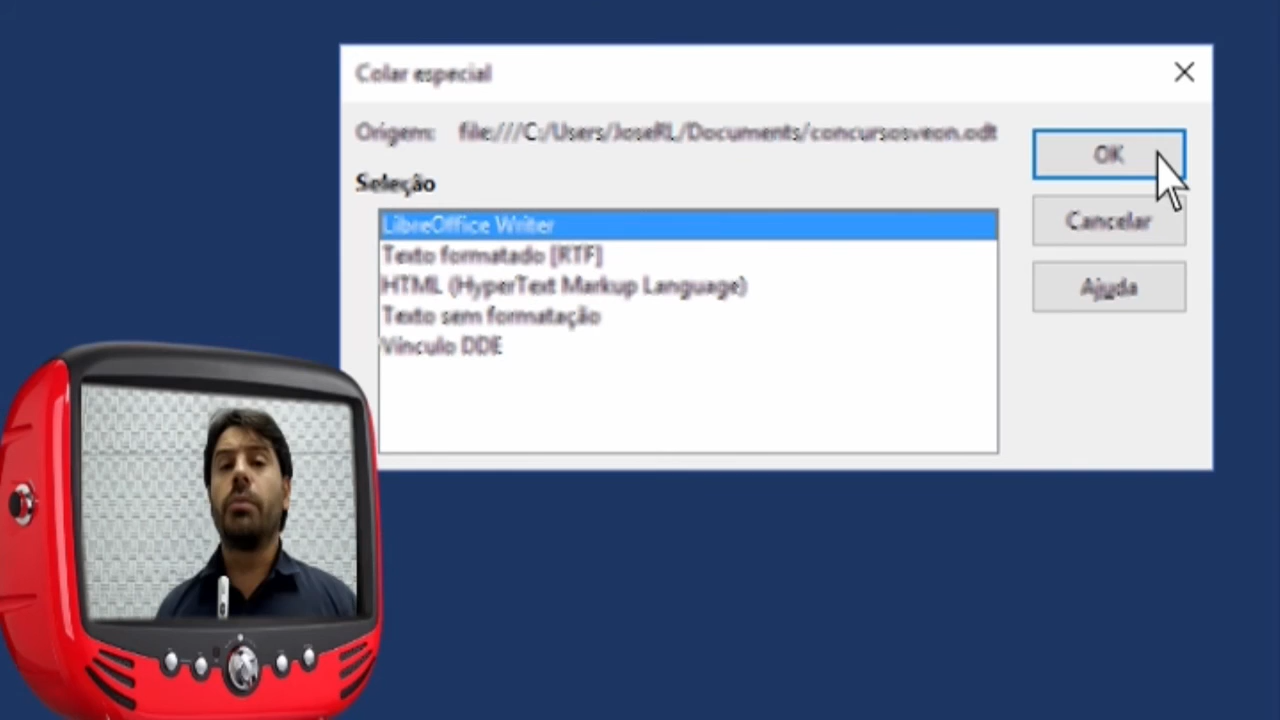 Colar especial
Origem: file:///C:/Users/JoseRL/Documents/concursosveon.odt
Seleção
LibreOffice Writer
Texto formatado [RTF]
HTML (HyperText Markup Language)
Texto sem formatação
Vínculo DDE
OK
Cancelar
Ajuda